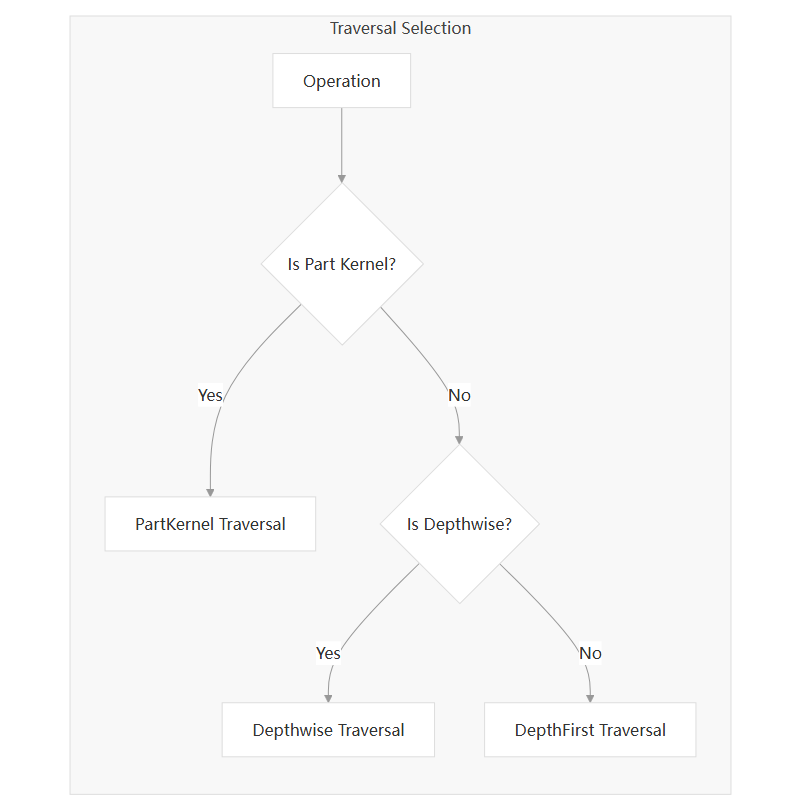 Traversal Selection
Operation
Is Part Kernel?
Yes
No
PartKernel Traversal
Is Depthwise?
Yes
No
Depthwise Traversal
DepthFirst Traversal